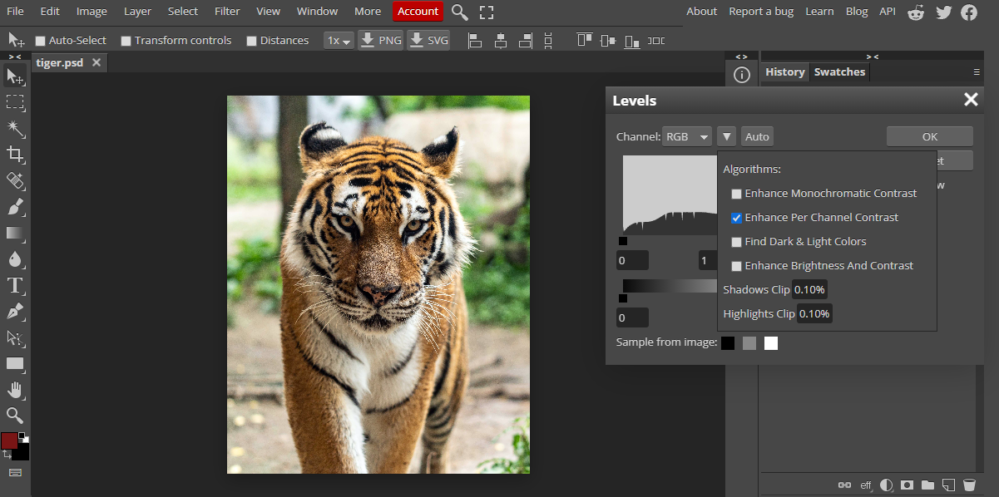 File Edit Image Layer Select Filter View Window More Account About Report a bug Learn Blog API
Auto-Select Transform controls Distances 1x PNG SVG
> < < > > <
tiger.psd
History Swatches
Levels
Channel: RGB ▼ Auto OK
et
Algorithms:
w
Enhance Monochromatic Contrast
Enhance Per Channel Contrast
Find Dark & Light Colors
0 1
Enhance Brightness And Contrast
Shadows Clip 0.10%
Highlights Clip 0.10%
0
Sample from image:
eff